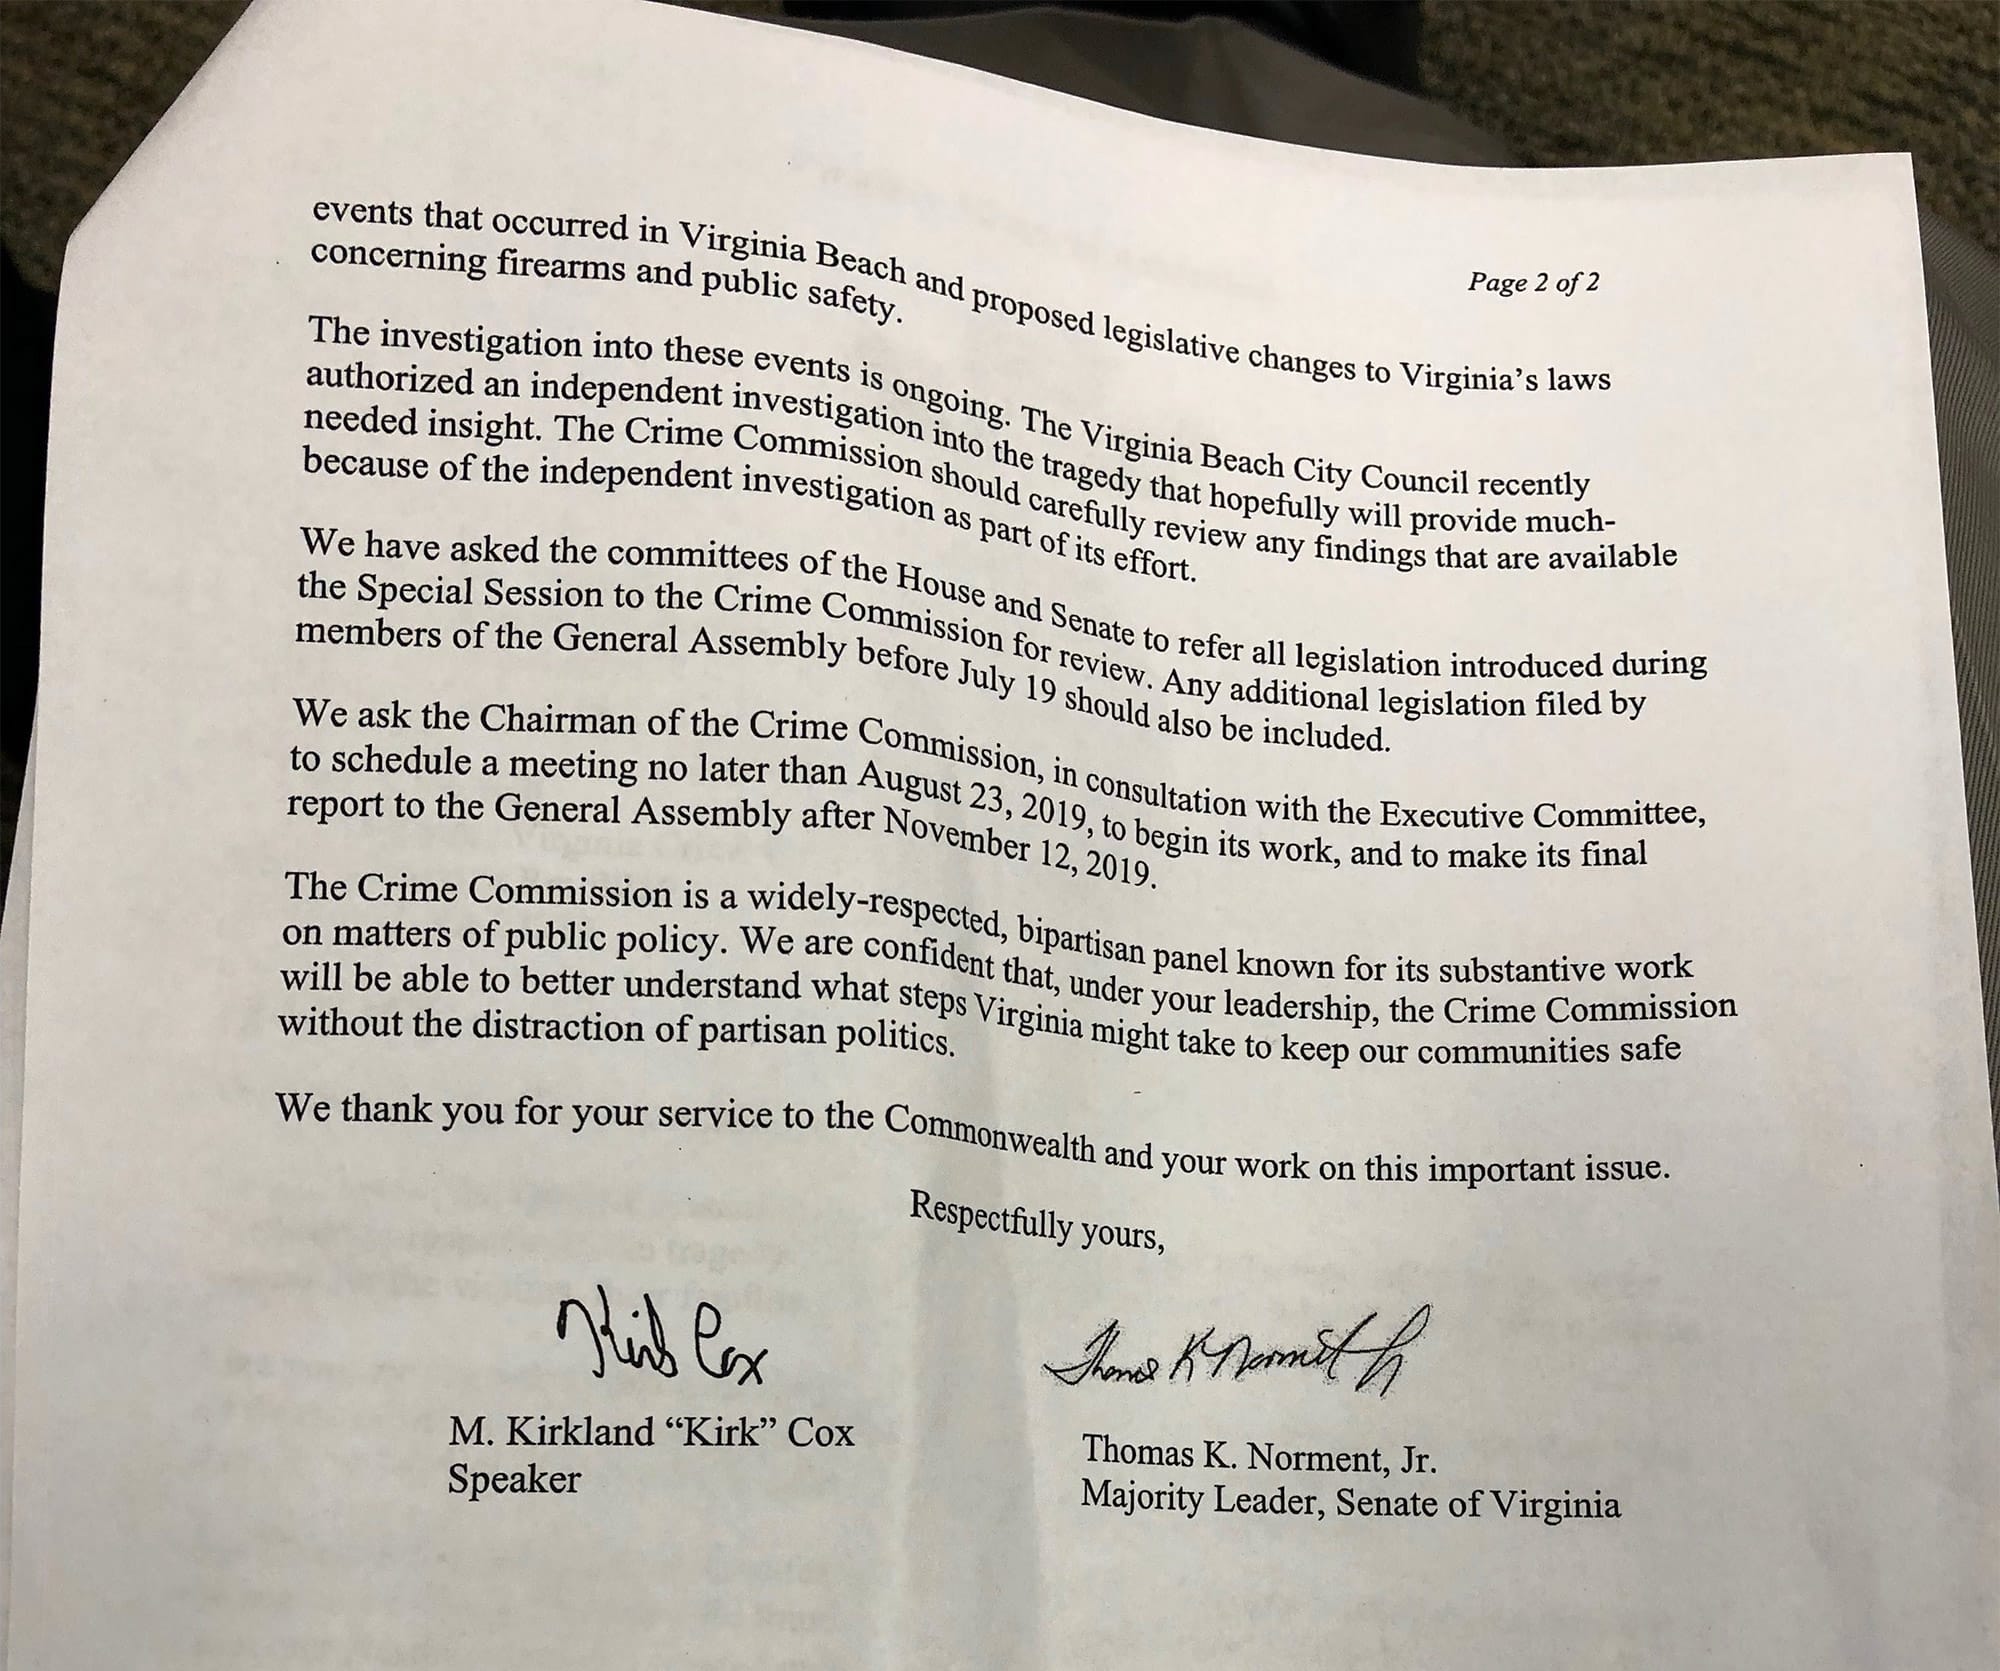 Page 2 of 2
events that occurred in Virginia Beach and proposed legislative changes to Virginia’s laws
concerning firearms and public safety.
The investigation into these events is ongoing. The Virginia Beach City Council recently
authorized an independent investigation into the tragedy that hopefully will provide much-
needed insight. The Crime Commission should carefully review any findings that are available
because of the independent investigation as part of its effort.
We have asked the committees of the House and Senate to refer all legislation introduced during
the Special Session to the Crime Commission for review. Any additional legislation filed by
members of the General Assembly before July 19 should also be included.
We ask the Chairman of the Crime Commission, in consultation with the Executive Committee,
to schedule a meeting no later than August 23, 2019, to begin its work, and to make its final
report to the General Assembly after November 12, 2019.
The Crime Commission is a widely-respected, bipartisan panel known for its substantive work
on matters of public policy. We are confident that, under your leadership, the Crime Commission
will be able to better understand what steps Virginia might take to keep our communities safe
without the distraction of partisan politics.
We thank you for your service to the Commonwealth and your work on this important issue.
Respectfully yours,
Kirk Cox
Thomas K Norment Jr
M. Kirkland “Kirk” Cox
Speaker
Thomas K. Norment, Jr.
Majority Leader, Senate of Virginia